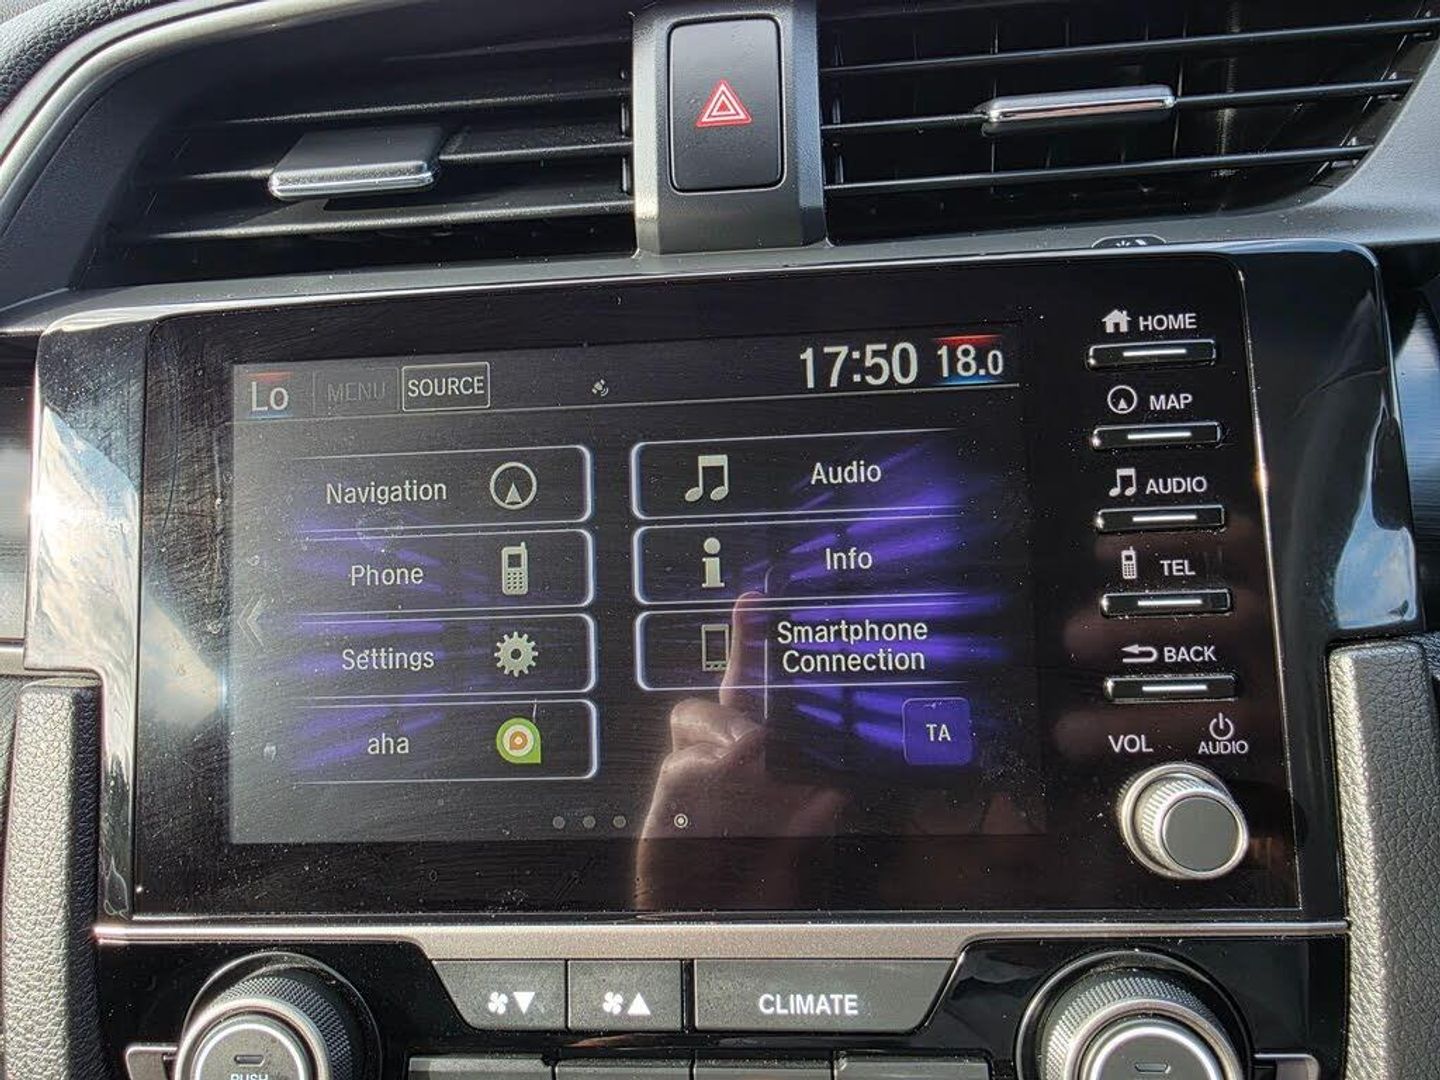 Lo MENU SOURCE 17:50 18.0
Navigation
Audio
Phone
Info
Settings
Smartphone
Connection
aha
TA
HOME
MAP
AUDIO
TEL
BACK
VOL
AUDIO
CLIMATE
PUSH